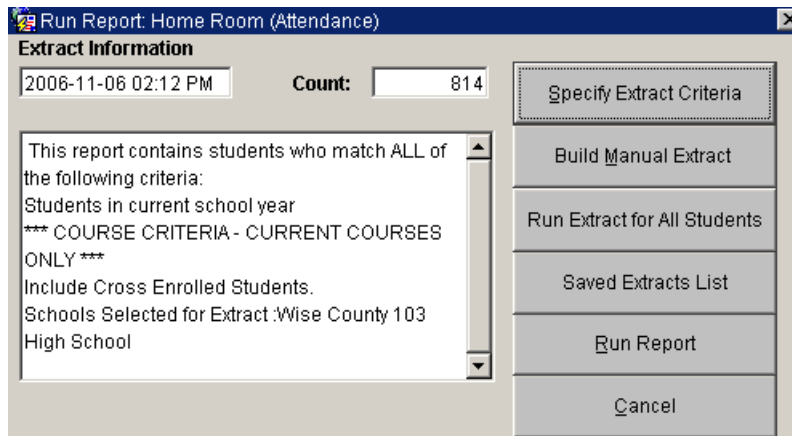 Run Report: Home Room (Attendance)
Extract Information
2006-11-06 02:12 PM Count: 814
This report contains students who match ALL of
the following criteria:
Students in current school year
*** COURSE CRITERIA - CURRENT COURSES
ONLY ***
Include Cross Enrolled Students.
Schools Selected for Extract :Wise County 103
High School
Specify Extract Criteria
Build Manual Extract
Run Extract for All Students
Saved Extracts List
Run Report
Cancel